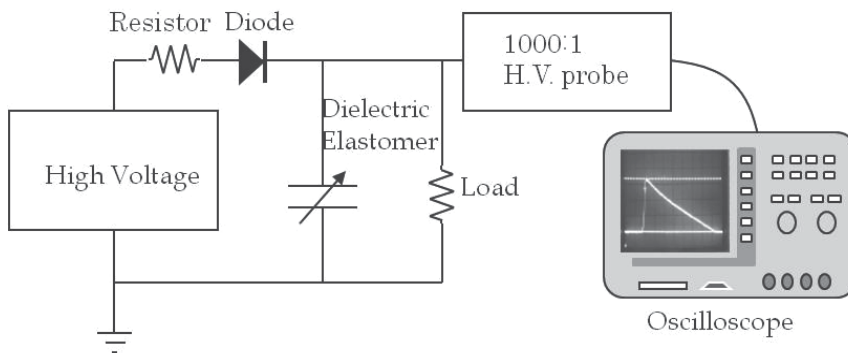 Resistor Diode
1000:1
H.V. probe
Dielectric
Elastomer
High Voltage
Load
Oscilloscope